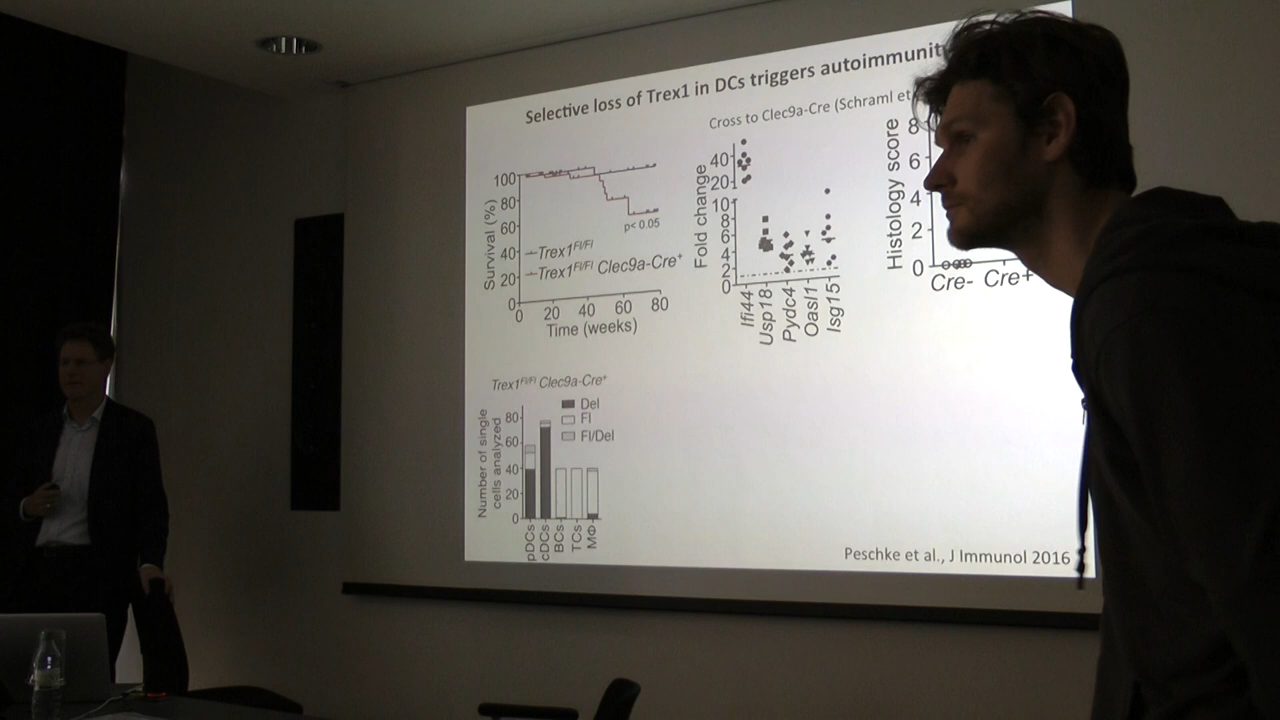 Selective loss of Trex1 in DCs triggers autoimmunit
Cross to Clec9a-Cre (Schraml et
100
80
60
40
20
0
Survival (%)
p< 0.05
Trex1Fl/Fl
Trex1Fl/Fl Clec9a-Cre+
0 20 40 60 80
Time (weeks)
40
20
10
8
6
4
2
0
Fold change
Ifi44
Usp18
Pydc4
Oasl1
Isg15
8
6
4
2
0
Histology score
Cre- Cre+
Trex1Fl/Fl Clec9a-Cre+
Del
Fl
Fl/Del
80
60
40
20
0
Number of single
cells analyzed
pDCs
cDCs
BCs
TCs
MΦ
Peschke et al., J Immunol 2016